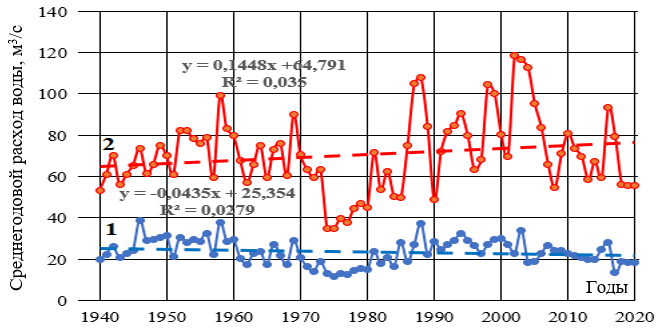 Среднегодовой расход воды, м³/с
140
120
100
80
60
40
20
0
y = 0,1448x +64,791
R² = 0,035
2
y = -0,0435x + 25,354
R² = 0,0279
1
Годы
1940 1950 1960 1970 1980 1990 2000 2010 2020